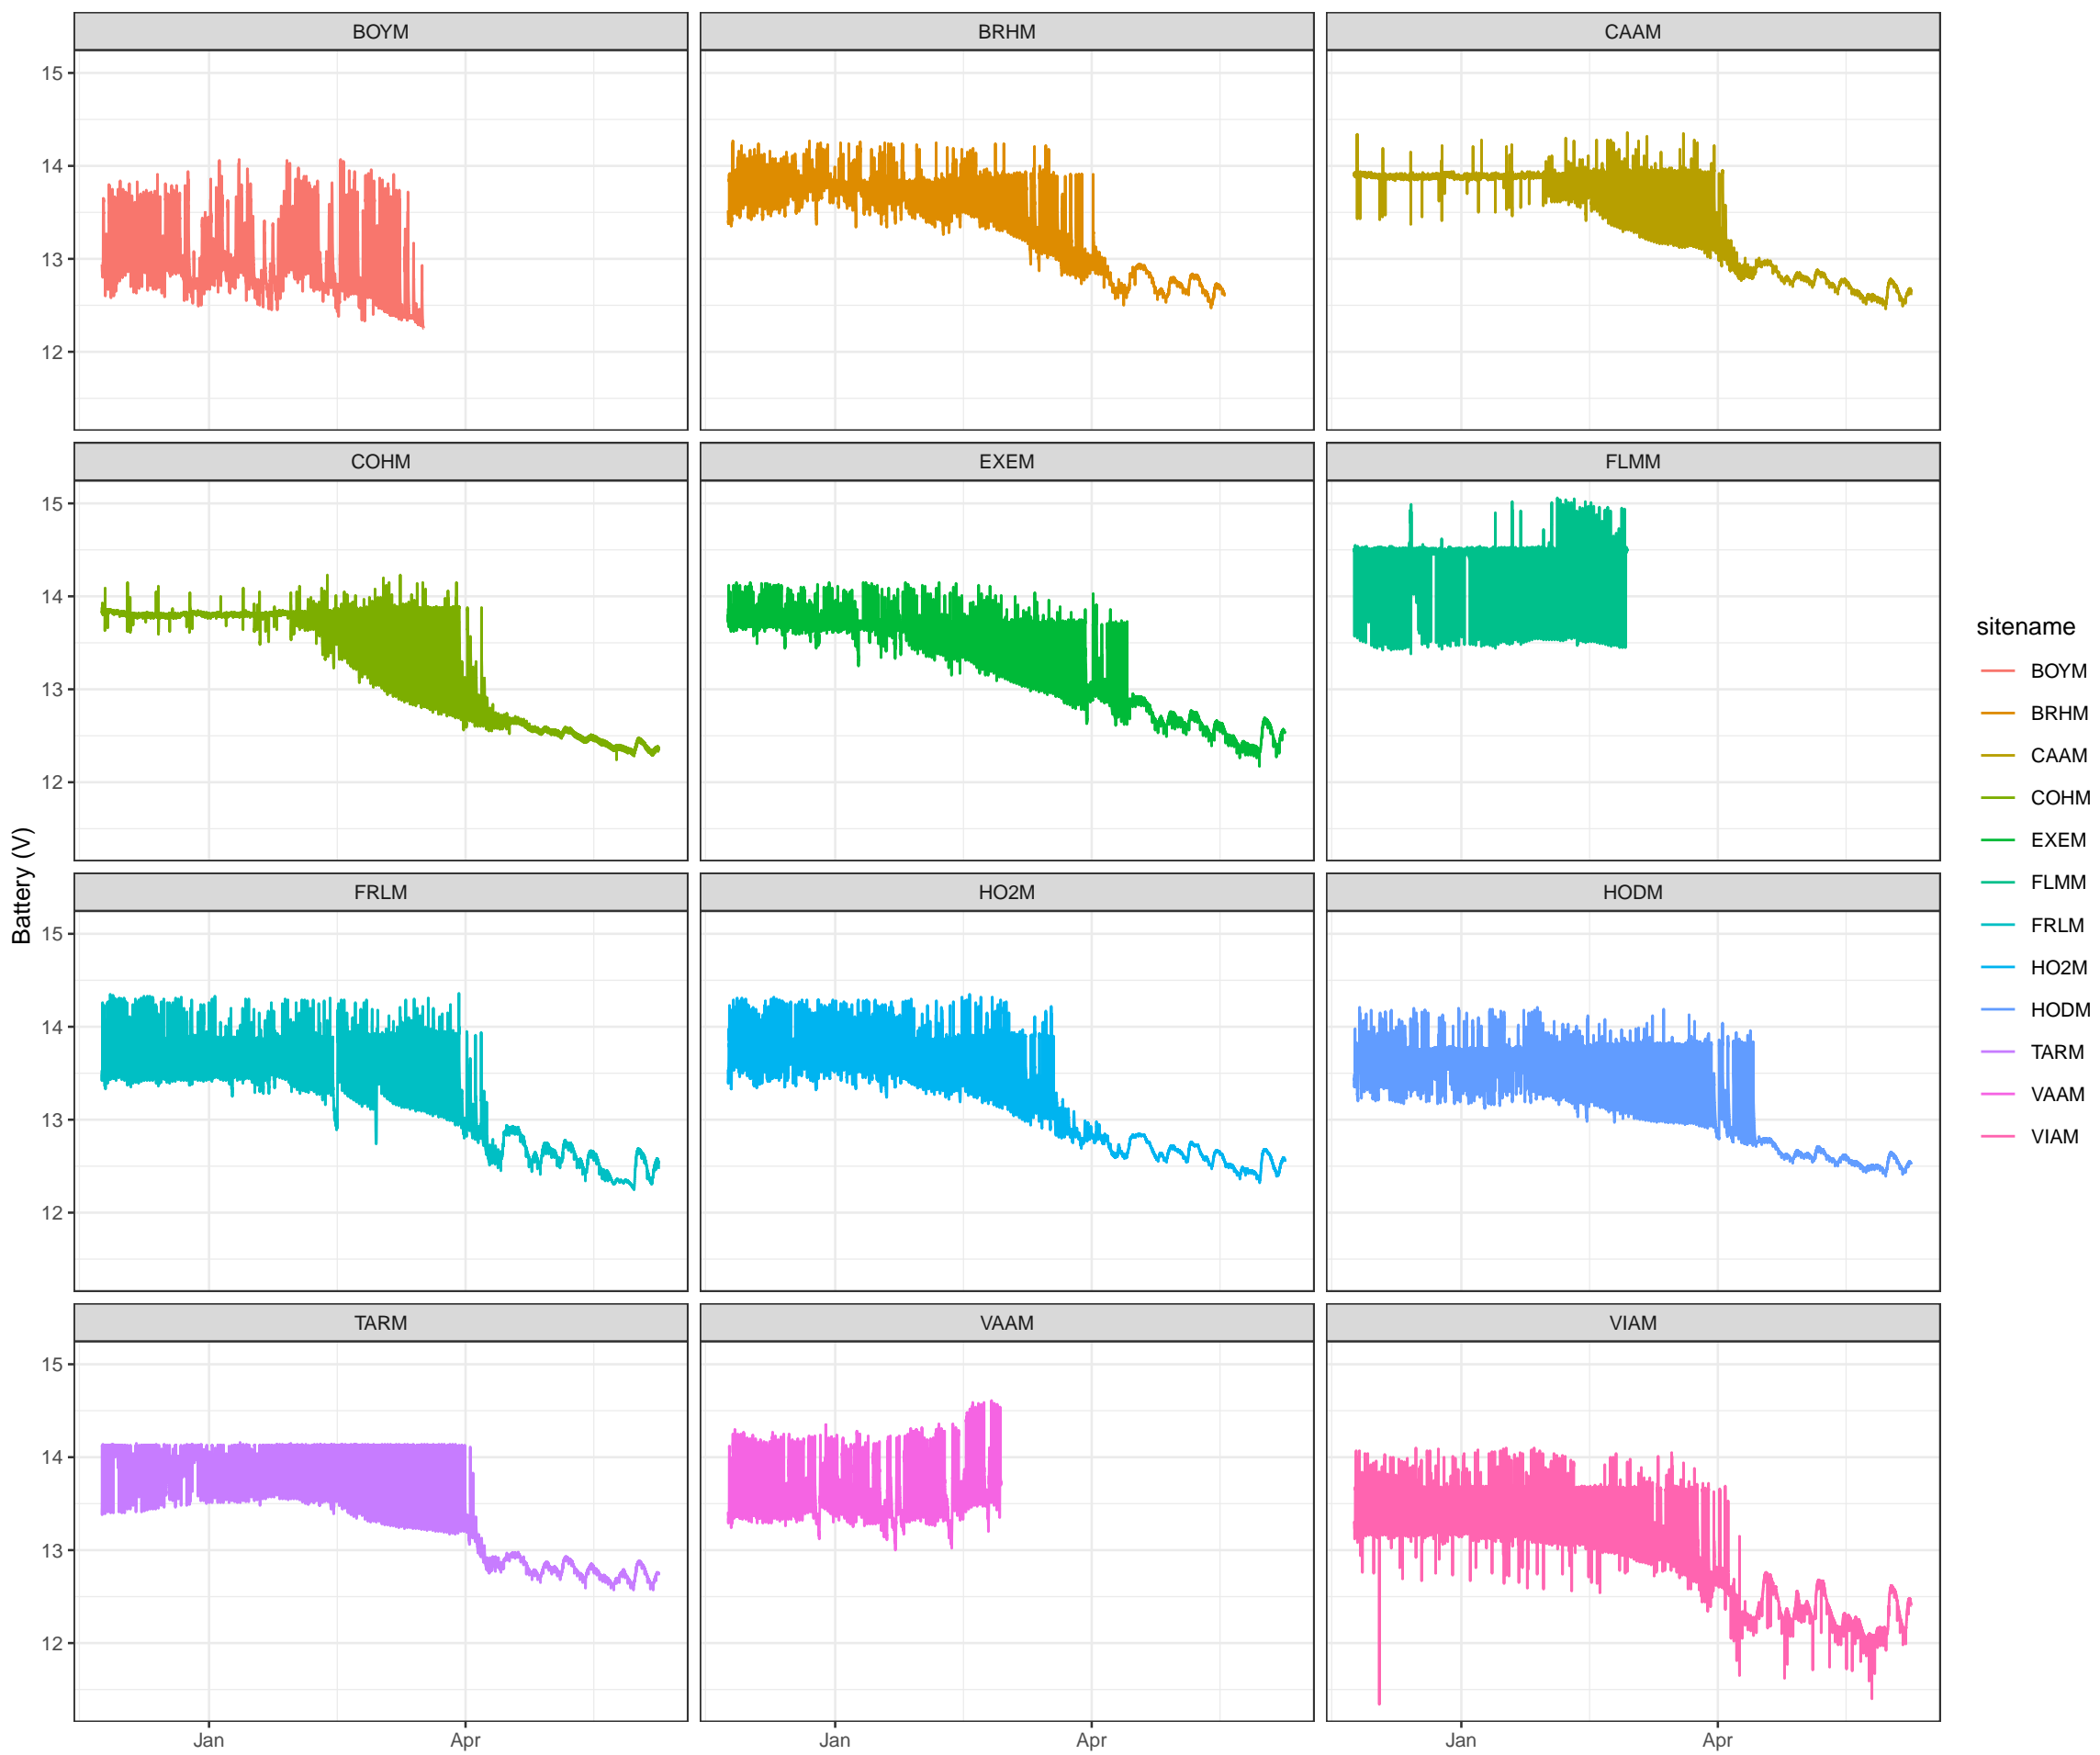 BOYM
BRHM
CAAM
15
14
13
12
COHM
EXEM
FLMM
15
14
13
12
FRLM
HO2M
HODM
15
14
13
12
TARM
VAAM
VIAM
15
14
13
12
Jan
Apr
Jan
Apr
Jan
Apr
Battery (V)
sitename
BOYM
BRHM
CAAM
COHM
EXEM
FLMM
FRLM
HO2M
HODM
TARM
VAAM
VIAM